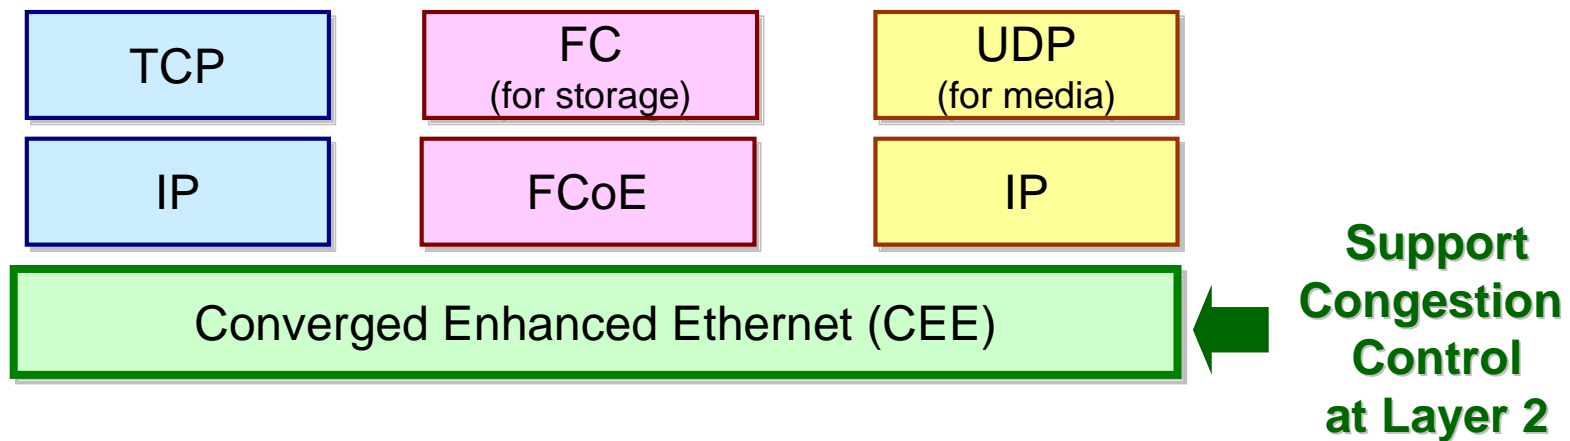 TCP
FC
(for storage)
UDP
(for media)
IP
FCoE
IP
Converged Enhanced Ethernet (CEE)
Support
Congestion
Control
at Layer 2